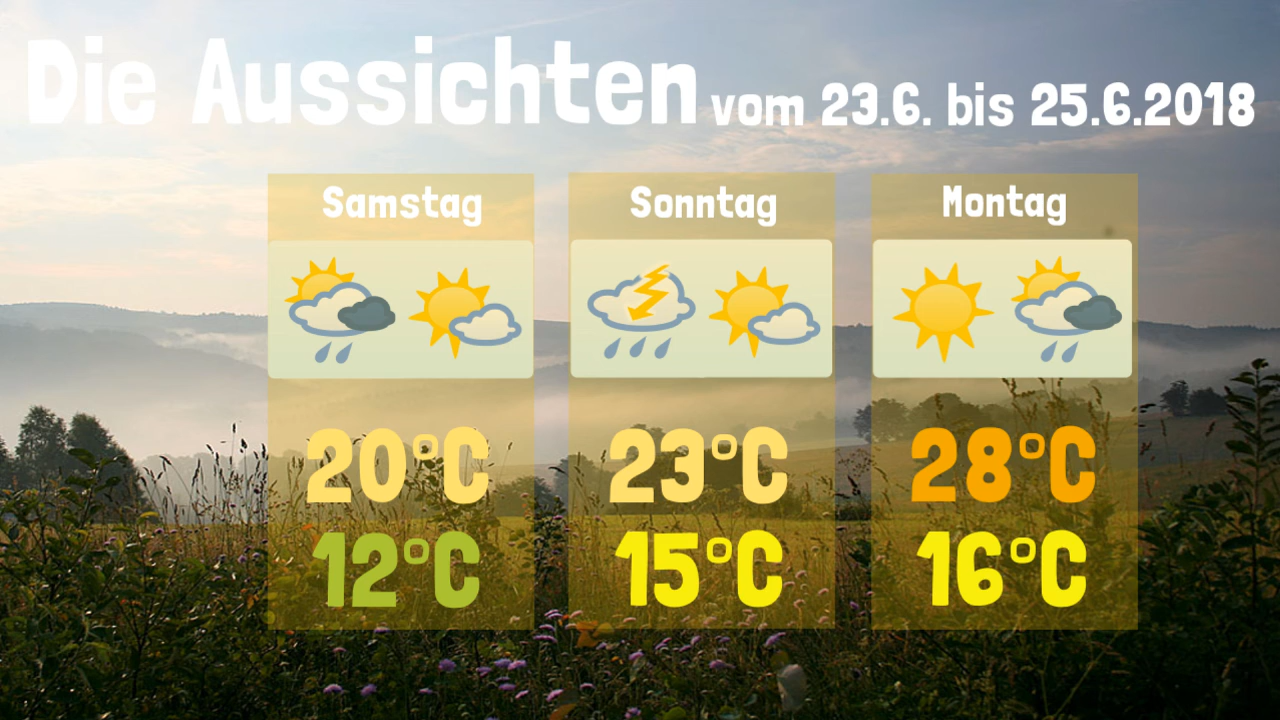 Die Aussichten vom 23.6. bis 25.6.2018
Samstag Sonntag Montag
20°C 23°C 28°C
12°C 15°C 16°C